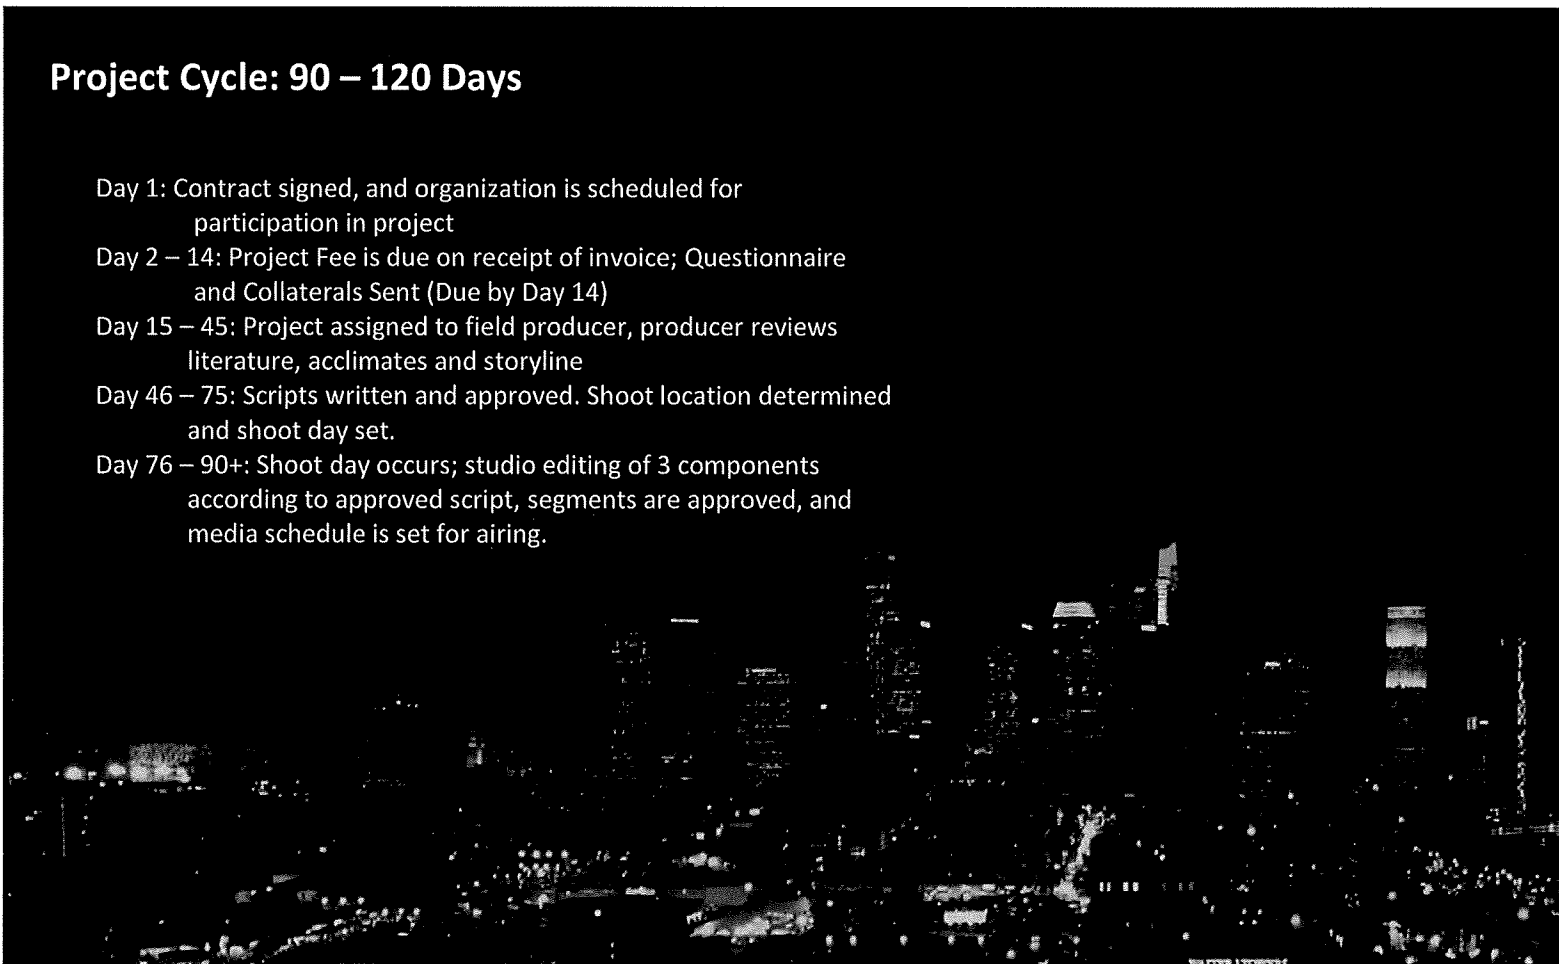 Project Cycle: 90 – 120 Days
Day 1: Contract signed, and organization is scheduled for
participation in project
Day 2 – 14: Project Fee is due on receipt of invoice; Questionnaire
and Collaterals Sent (Due by Day 14)
Day 15 – 45: Project assigned to field producer, producer reviews
literature, acclimates and storyline
Day 46 – 75: Scripts written and approved. Shoot location determined
and shoot day set.
Day 76 – 90+: Shoot day occurs; studio editing of 3 components
according to approved script, segments are approved, and
media schedule is set for airing.